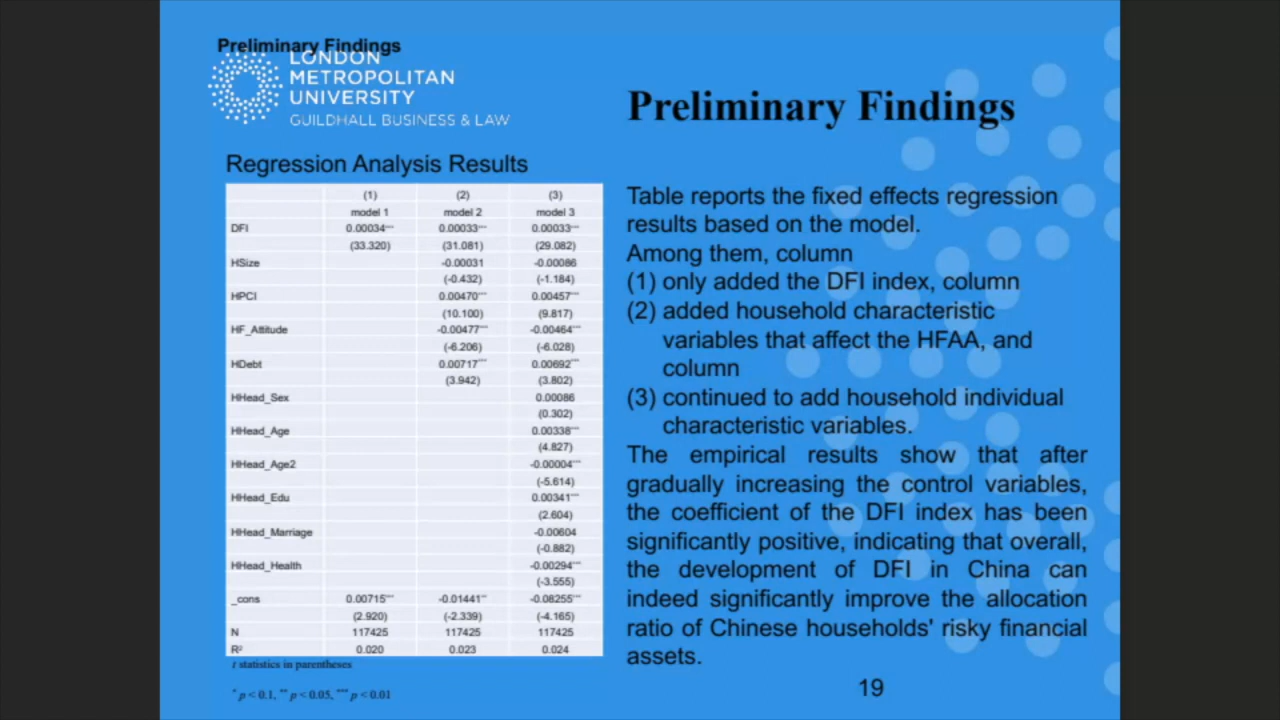 Preliminary Findings
LONDON
METROPOLITAN
UNIVERSITY
GUILDHALL BUSINESS & LAW
Preliminary Findings
Regression Analysis Results
(1) (2) (3)
model 1 model 2 model 3
DFI 0.00034*** 0.00033*** 0.00033***
(33.320) (31.081) (29.082)
HSize -0.00031 -0.00086
(-0.432) (-1.184)
HPCI 0.00470*** 0.00457***
(10.100) (9.817)
HF_Attitude -0.00477*** -0.00464***
(-6.206) (-6.028)
HDebt 0.00717*** 0.00692***
(3.942) (3.802)
HHead_Sex 0.00086
(0.302)
HHead_Age 0.00338***
(4.827)
HHead_Age2 -0.00004***
(-5.614)
HHead_Edu 0.00341***
(2.604)
HHead_Marriage -0.00604
(-0.882)
HHead_Health -0.00294***
(-3.555)
_cons 0.00715*** -0.01441** -0.08255***
(2.920) (-2.339) (-4.165)
N 117425 117425 117425
R² 0.020 0.023 0.024
t statistics in parentheses
* p < 0.1, ** p < 0.05, *** p < 0.01
Table reports the fixed effects regression
results based on the model.
Among them, column
(1) only added the DFI index, column
(2) added household characteristic
variables that affect the HFAA, and
column
(3) continued to add household individual
characteristic variables.
The empirical results show that after
gradually increasing the control variables,
the coefficient of the DFI index has been
significantly positive, indicating that overall,
the development of DFI in China can
indeed significantly improve the allocation
ratio of Chinese households' risky financial
assets.
19